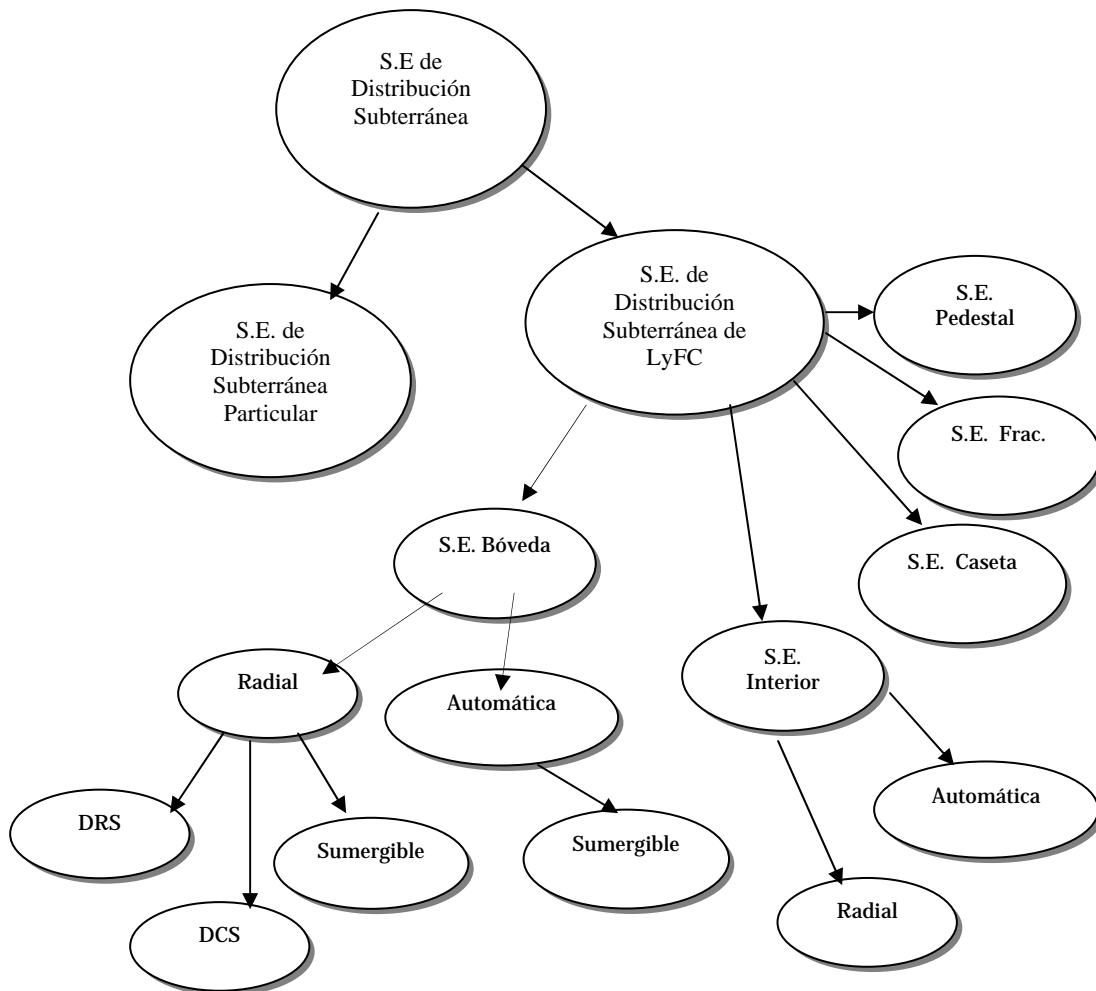 S.E de
Distribución
Subterránea
S.E. de
Distribución
Subterránea de
LyFC
S.E.
Pedestal
S.E. de
Distribución
Subterránea
Particular
S.E. Frac.
S.E. Bóveda
S.E. Caseta
S.E.
Interior
Radial
Automática
Automática
DRS
Sumergible
Sumergible
Radial
DCS